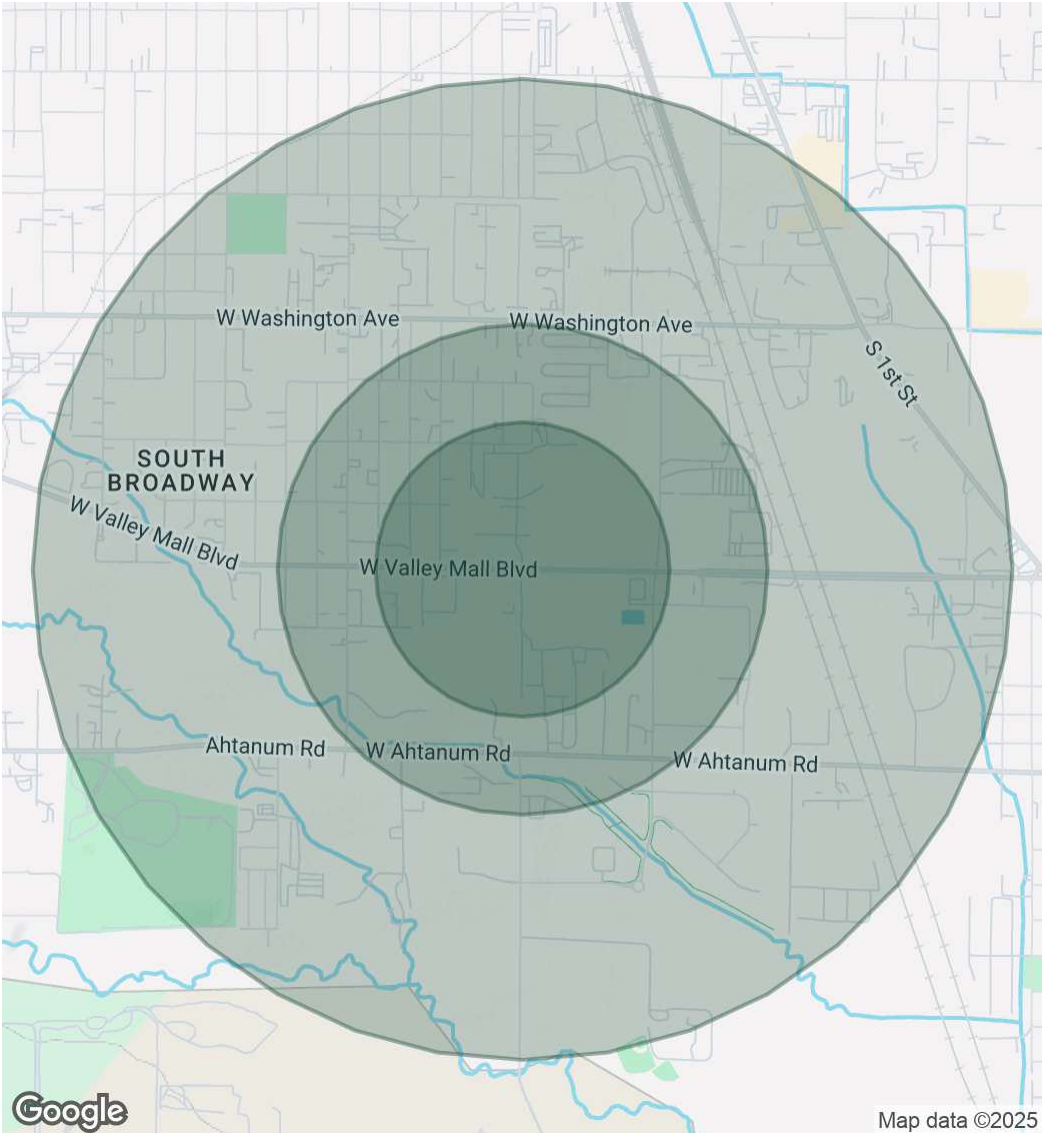 W Washington Ave
W Washington Ave
S 1st St
SOUTH
BROADWAY
W Valley Mall Blvd
W Valley Mall Blvd
Ahtanum Rd
W Ahtanum Rd
W Ahtanum Rd
Google
Map data ©2025